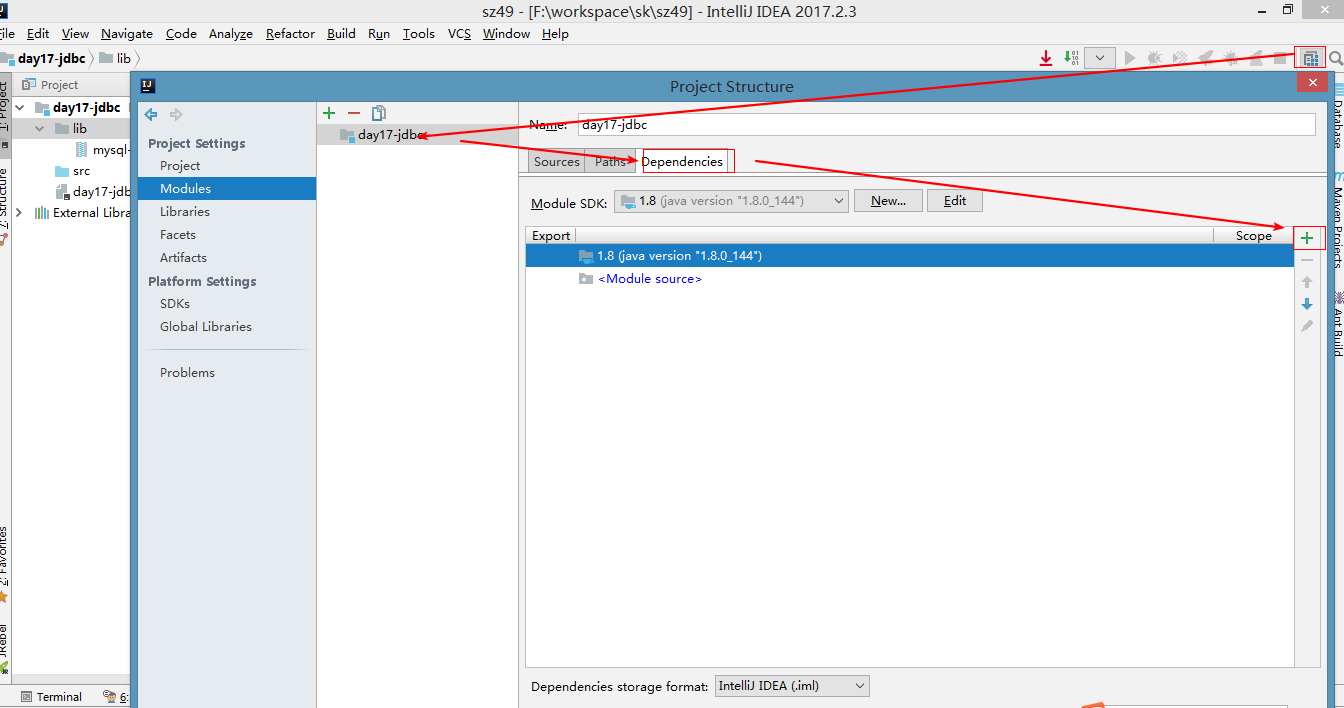 sz49 - [F:\workspace\sk\sz49] - IntelliJ IDEA 2017.2.3
File Edit View Navigate Code Analyze Refactor Build Run Tools VCS Window Help
day17-jdbc lib
Project
Project Structure
1: Project
day17-jdbc
lib
mysql-
src
day17-jdb
External Libra
Z: Structure
2: Favorites
JRebel
Terminal
6:
Project Settings
Project
Modules
Libraries
Facets
Artifacts
Platform Settings
SDKs
Global Libraries
Problems
day17-jdbc
Name: day17-jdbc
Sources Paths Dependencies
Module SDK: 1.8 (java version "1.8.0_144") New... Edit
Export Scope
1.8 (java version "1.8.0_144")
<Module source>
Dependencies storage format: IntelliJ IDEA (.iml)
Database
Maven Projects
Ant Build